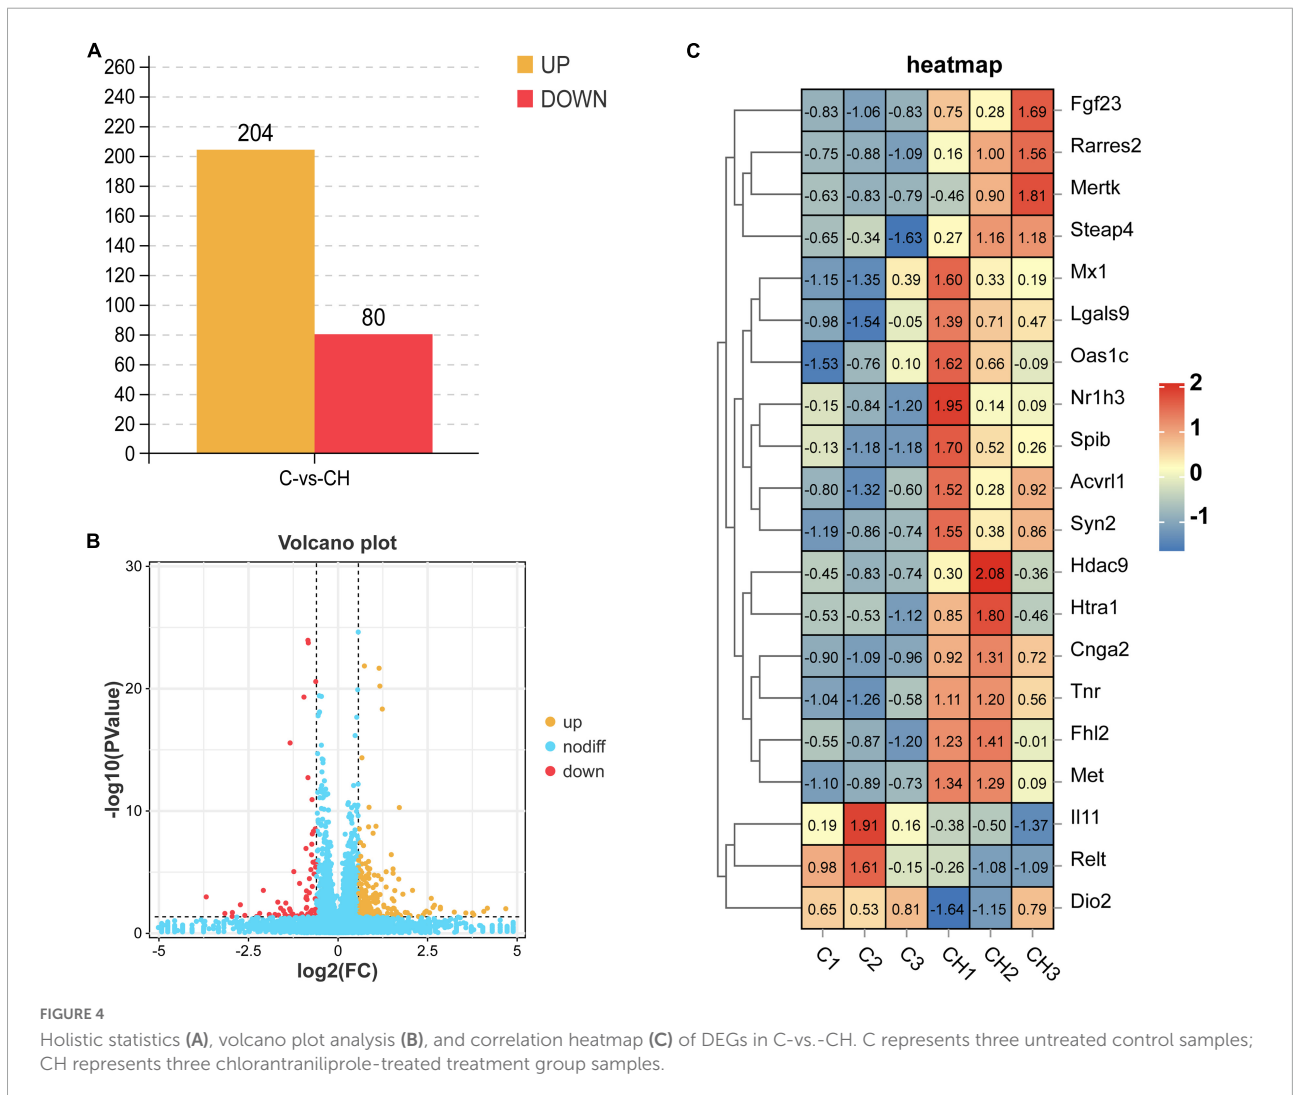 A
260
240
220
200
180
160
140
120
100
80
60
40
20
0
204
80
C-vs-CH
UP
DOWN
B
Volcano plot
-log10(PValue)
30
20
10
0
-5
-2.5
0
2.5
5
log2(FC)
up
nodiff
down
C
heatmap
-0.83 -1.06 -0.83 0.75 0.28 1.69 Fgf23
-0.75 -0.88 -1.09 0.16 1.00 1.56 Rarres2
-0.63 -0.83 -0.79 -0.46 0.90 1.81 Mertk
-0.65 -0.34 -1.63 0.27 1.16 1.18 Steap4
-1.15 -1.35 0.39 1.60 0.33 0.19 Mx1
-0.98 -1.54 -0.05 1.39 0.71 0.47 Lgals9
-1.53 -0.76 0.10 1.62 0.66 -0.09 Oas1c
-0.15 -0.84 -1.20 1.95 0.14 0.09 Nr1h3
-0.13 -1.18 -1.18 1.70 0.52 0.26 Spib
-0.80 -1.32 -0.60 1.52 0.28 0.92 Acvrl1
-1.19 -0.86 -0.74 1.55 0.38 0.86 Syn2
-0.45 -0.83 -0.74 0.30 2.08 -0.36 Hdac9
-0.53 -0.53 -1.12 0.85 1.80 -0.46 Htra1
-0.90 -1.09 -0.96 0.92 1.31 0.72 Cnga2
-1.04 -1.26 -0.58 1.11 1.20 0.56 Tnr
-0.55 -0.87 -1.20 1.23 1.41 -0.01 Fhl2
-1.10 -0.89 -0.73 1.34 1.29 0.09 Met
0.19 1.91 0.16 -0.38 -0.50 -1.37 Il11
0.98 1.61 -0.15 -0.26 -1.08 -1.09 Relt
0.65 0.53 0.81 -1.64 -1.15 0.79 Dio2
C1 C2 C3 CH1 CH2 CH3
2
1
0
-1
FIGURE 4
Holistic statistics (A), volcano plot analysis (B), and correlation heatmap (C) of DEGs in C-vs.-CH. C represents three untreated control samples;
CH represents three chlorantraniliprole-treated treatment group samples.